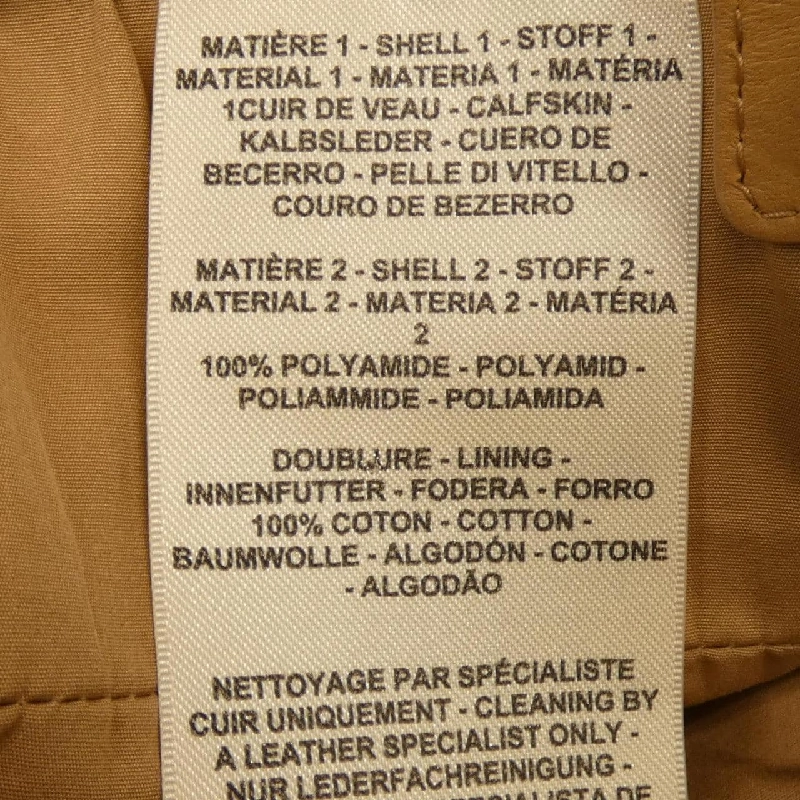 MATIÈRE 1 - SHELL 1 - STOFF 1 -
MATERIAL 1 - MATERIA 1 - MATÉRIA
1CUIR DE VEAU - CALFSKIN -
KALBSLEDER - CUERO DE
BECERRO - PELLE DI VITELLO -
COURO DE BEZERRO
MATIÈRE 2 - SHELL 2 - STOFF 2 -
MATERIAL 2 - MATERIA 2 - MATÉRIA
2
100% POLYAMIDE - POLYAMID -
POLIAMMIDE - POLIAMIDA
DOUBLURE - LINING -
INNENFUTTER - FODERA - FORRO
100% COTON - COTTON -
BAUMWOLLE - ALGODÓN - COTONE
- ALGODÃO
NETTOYAGE PAR SPÉCIALISTE
CUIR UNIQUEMENT - CLEANING BY
A LEATHER SPECIALIST ONLY -
NUR LEDERFACHREINIGUNG -
ESPECIALISTA DE